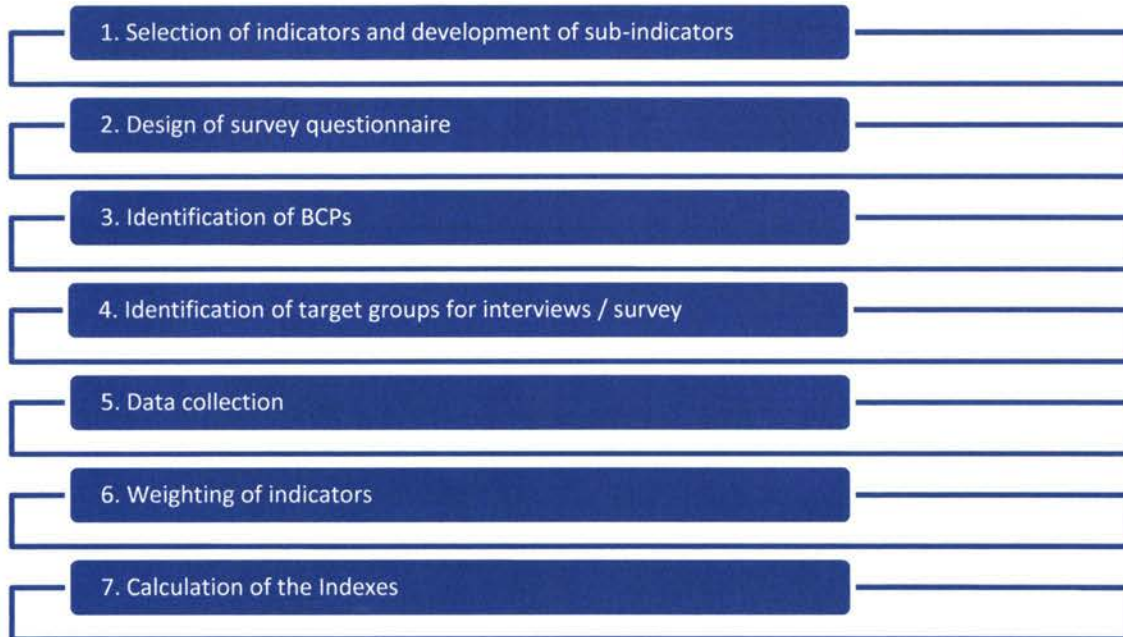 1. Selection of indicators and development of sub-indicators
2. Design of survey questionnaire
3. Identification of BCPs
4. Identification of target groups for interviews / survey
5. Data collection
6. Weighting of indicators
7. Calculation of the Indexes